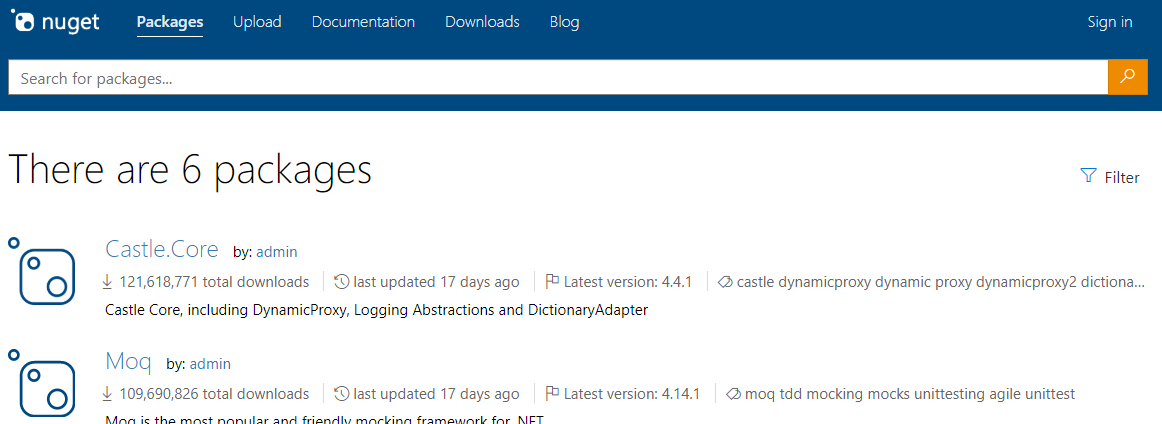 nuget Packages Upload Documentation Downloads Blog Sign in
Search for packages...
There are 6 packages
Filter
Castle.Core by: admin
121,618,771 total downloads last updated 17 days ago Latest version: 4.4.1 castle dynamicproxy dynamic proxy dynamicproxy2 dictiona...
Castle Core, including DynamicProxy, Logging Abstractions and DictionaryAdapter
Moq by: admin
109,690,826 total downloads last updated 17 days ago Latest version: 4.14.1 moq tdd mocking mocks unittesting agile unittest
Moq is the most popular and friendly mocking framework for .NET